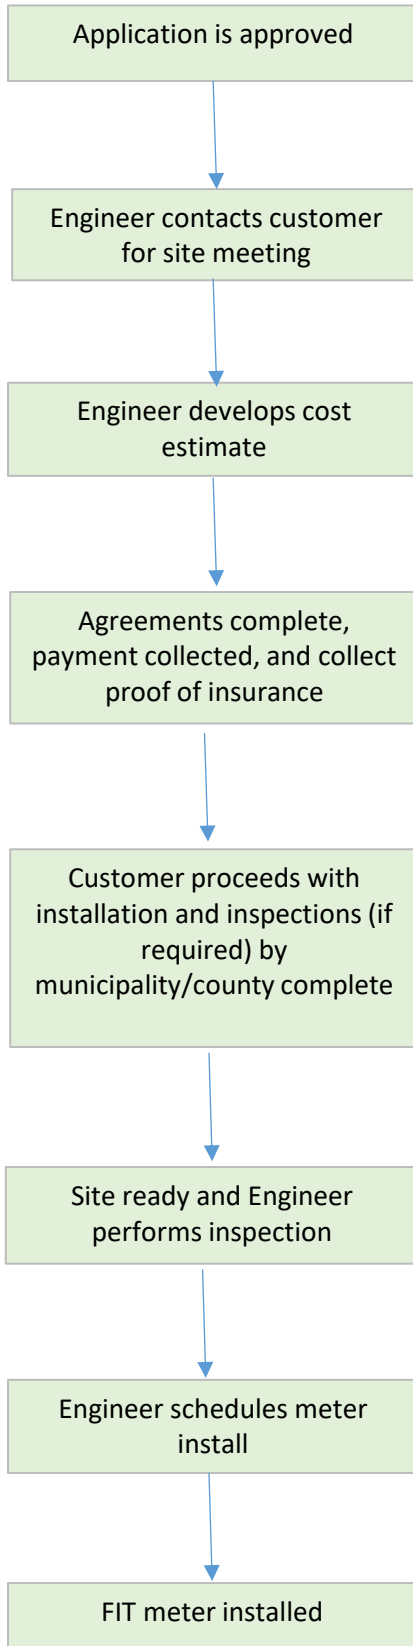 Application is approved
Engineer contacts customer
for site meeting
Engineer develops cost
estimate
Agreements complete,
payment collected, and collect
proof of insurance
Customer proceeds with
installation and inspections (if
required) by
municipality/county complete
Site ready and Engineer
performs inspection
Engineer schedules meter
install
FIT meter installed